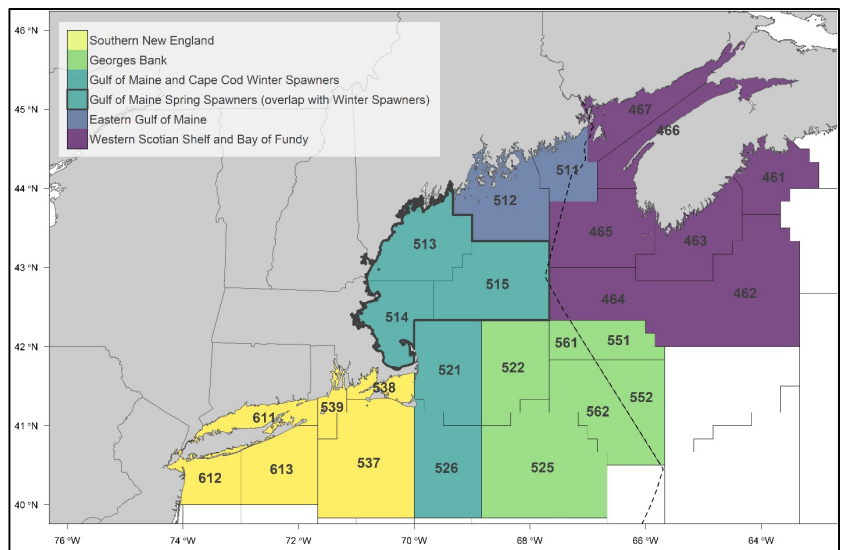 46 °N
45 °N
44 °N
43 °N
42 °N
41 °N
40 °N
Southern New England
Georges Bank
Gulf of Maine and Cape Cod Winter Spawners
Gulf of Maine Spring Spawners (overlap with Winter Spawners)
Eastern Gulf of Maine
Western Scotian Shelf and Bay of Fundy
467
466
511
461
512
465
463
513
515
464
462
514
561
551
521
522
552
538
539
611
562
612
613
537
526
525
76 °W
74 °W
72 °W
70 °W
68 °W
66 °W
64 °W